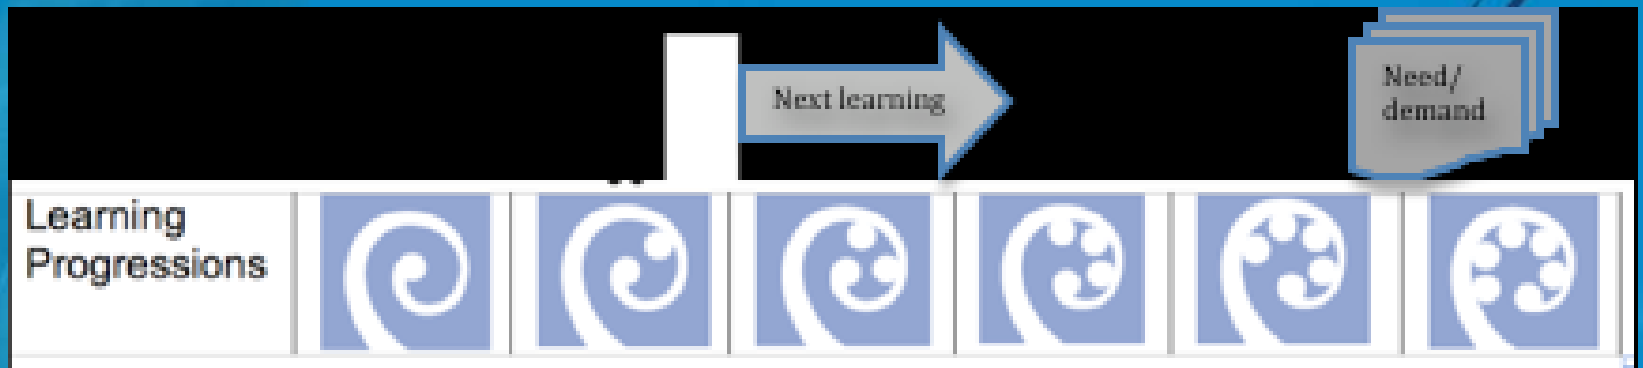 Next learning
Need/
demand
Learning
Progressions